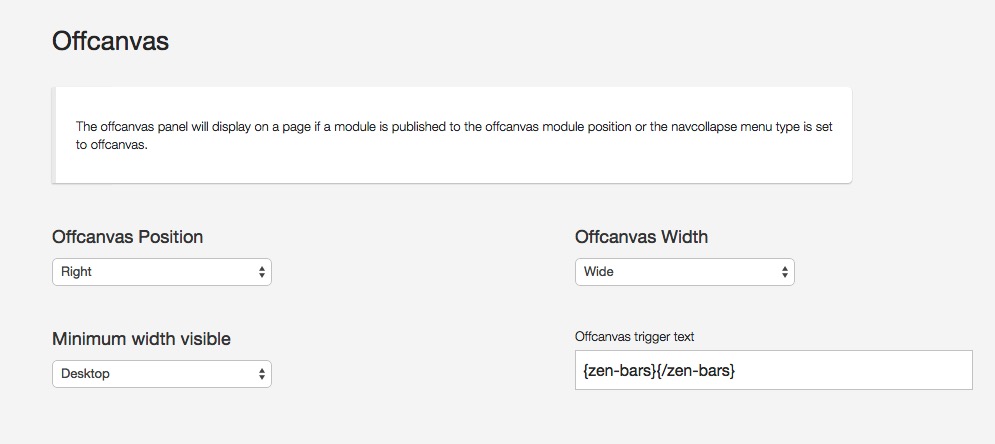 Offcanvas
The offcanvas panel will display on a page if a module is published to the offcanvas module position or the navcollapse menu type is set
to offcanvas.
Offcanvas Position
Offcanvas Width
Right
Wide
Minimum width visible
Offcanvas trigger text
Desktop
{zen-bars}{/zen-bars}